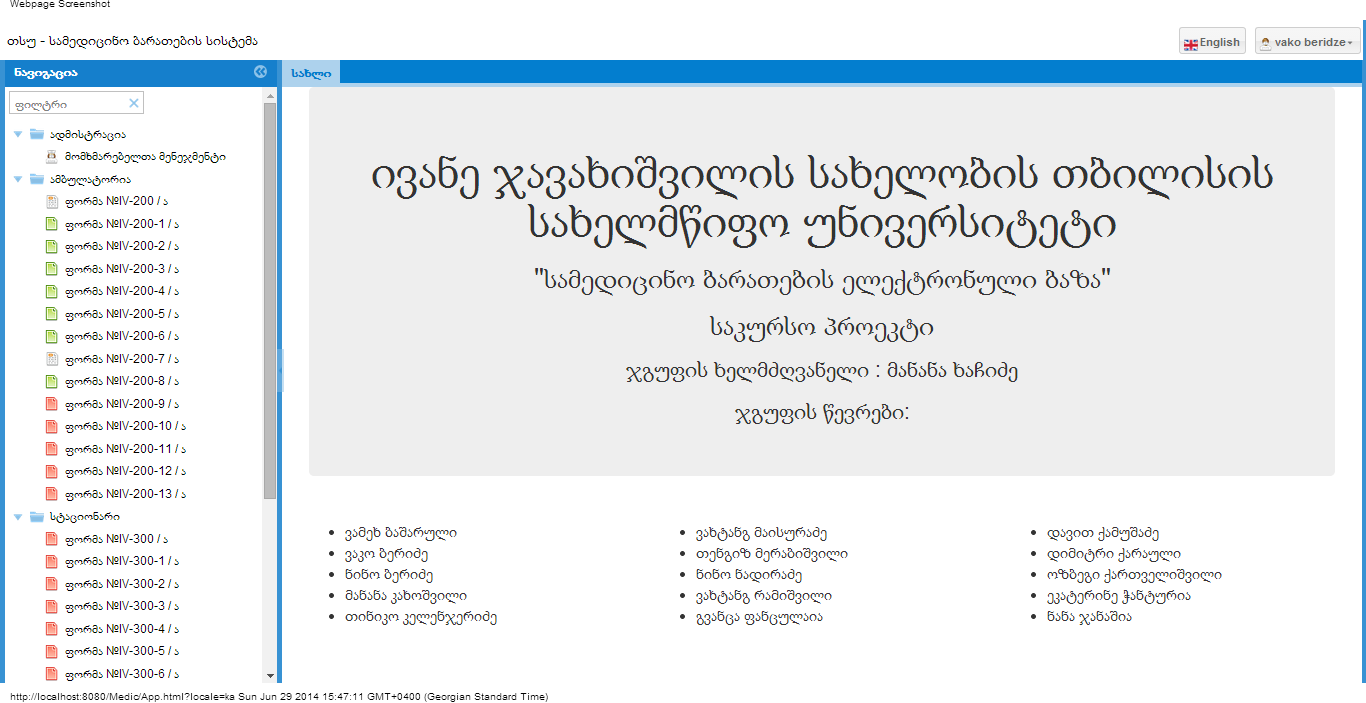 Webpage Screenshot
თსუ - სამედიცინო ბარათების სისტემა
English
vako beridze
ნავიგაცია
სახლი
ფილტრი
ადმისტრაცია
მომხმარებელთა მენეჯმენტი
ამბულატორია
ფორმა №IV-200 / ა
ფორმა №IV-200-1 / ა
ფორმა №IV-200-2 / ა
ფორმა №IV-200-3 / ა
ფორმა №IV-200-4 / ა
ფორმა №IV-200-5 / ა
ფორმა №IV-200-6 / ა
ფორმა №IV-200-7 / ა
ფორმა №IV-200-8 / ა
ფორმა №IV-200-9 / ა
ფორმა №IV-200-10 / ა
ფორმა №IV-200-11 / ა
ფორმა №IV-200-12 / ა
ფორმა №IV-200-13 / ა
სტაციონარი
ფორმა №IV-300 / ა
ფორმა №IV-300-1 / ა
ფორმა №IV-300-2 / ა
ფორმა №IV-300-3 / ა
ფორმა №IV-300-4 / ა
ფორმა №IV-300-5 / ა
ფორმა №IV-300-6 / ა
ივანე ჯავახიშვილის სახელობის თბილისის
სახელმწიფო უნივერსიტეტი
"სამედიცინო ბარათების ელექტრონული ბაზა"
საკურსო პროექტი
ჯგუფის ხელმძღვანელი : მანანა ხაჩიძე
ჯგუფის წევრები:
ვამეხ ბაშარული
ვაკო ბერიძე
ნინო ბერიძე
მანანა კახოშვილი
თინიკო კელენჯერიძე
ვახტანგ მაისურაძე
თენგიზ მერაბიშვილი
ნინო ნადირაძე
ვახტანგ რამიშვილი
გვანცა ფანცულაია
დავით ქამუშაძე
დიმიტრი ქარაული
ოზბეგი ქართველიშვილი
ეკატერინე ჭანტურია
ნანა ჯანაშია
http://localhost:8080/Medic/App.html?locale=ka Sun Jun 29 2014 15:47:11 GMT+0400 (Georgian Standard Time)